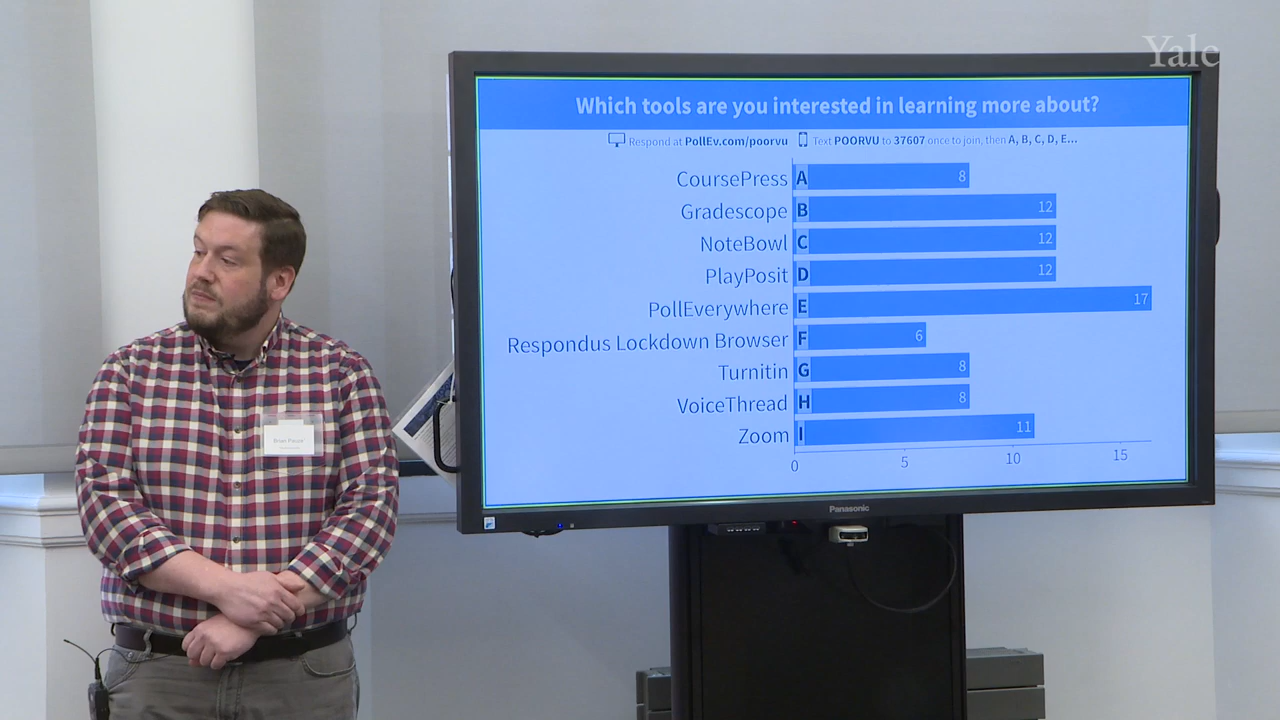 Yale
Which tools are you interested in learning more about?
Respond at PollEv.com/poorvu Text POORVU to 37607 once to join, then A, B, C, D, E...
CoursePress A 8
Gradescope B 12
NoteBowl C 12
PlayPosit D 12
PollEverywhere E 17
Respondus Lockdown Browser F 6
Turnitin G 8
VoiceThread H 8
Zoom I 11
0 5 10 15
Panasonic
Brian